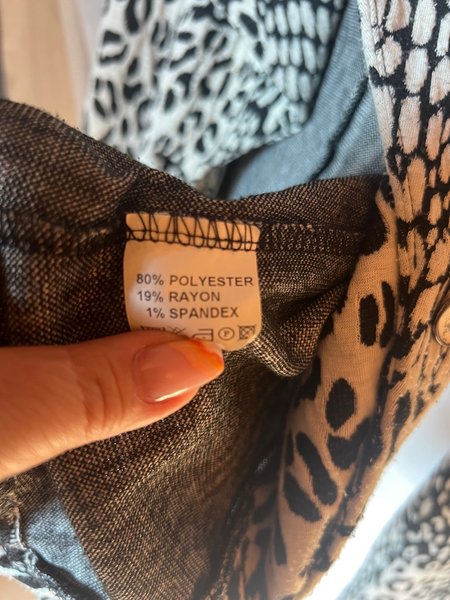 80% POLYESTER
19% RAYON
1% SPANDEX